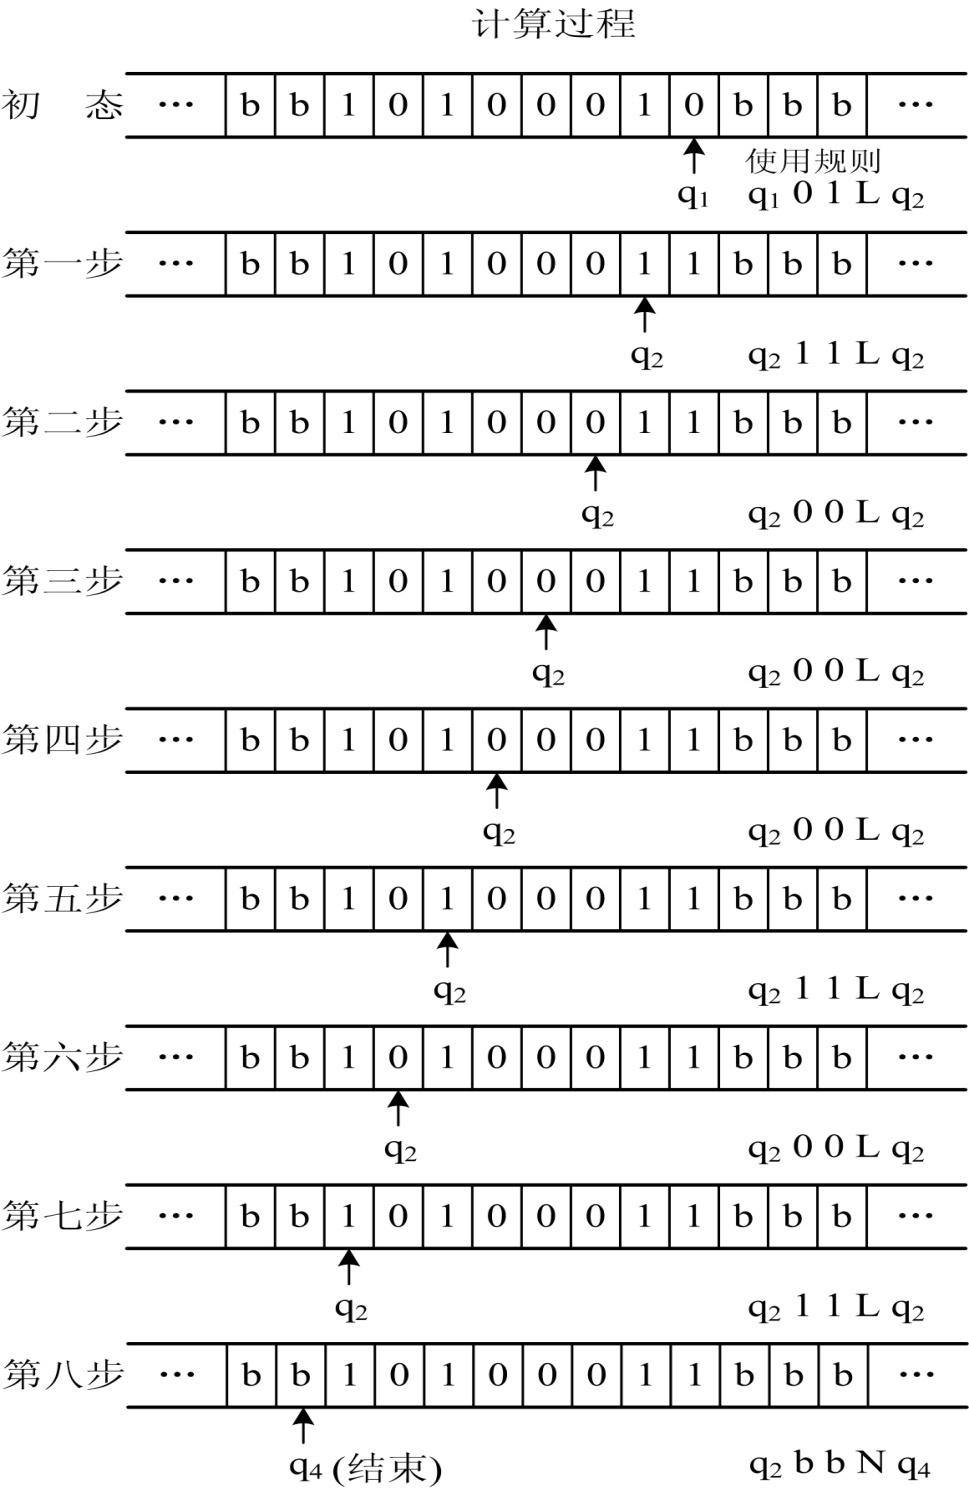 计算过程
初 态 ··· b b 1 0 1 0 0 0 1 0 b b b ···
使用规则
q₁ q₁ 0 1 L q₂
第一步 ··· b b 1 0 1 0 0 0 1 1 b b b ···
q₂ q₂ 1 1 L q₂
第二步 ··· b b 1 0 1 0 0 0 1 1 b b b ···
q₂ q₂ 0 0 L q₂
第三步 ··· b b 1 0 1 0 0 0 1 1 b b b ···
q₂ q₂ 0 0 L q₂
第四步 ··· b b 1 0 1 0 0 0 1 1 b b b ···
q₂ q₂ 0 0 L q₂
第五步 ··· b b 1 0 1 0 0 0 1 1 b b b ···
q₂ q₂ 1 1 L q₂
第六步 ··· b b 1 0 1 0 0 0 1 1 b b b ···
q₂ q₂ 0 0 L q₂
第七步 ··· b b 1 0 1 0 0 0 1 1 b b b ···
q₂ q₂ 1 1 L q₂
第八步 ··· b b 1 0 1 0 0 0 1 1 b b b ···
q₄ (结束) q₂ b b N q₄